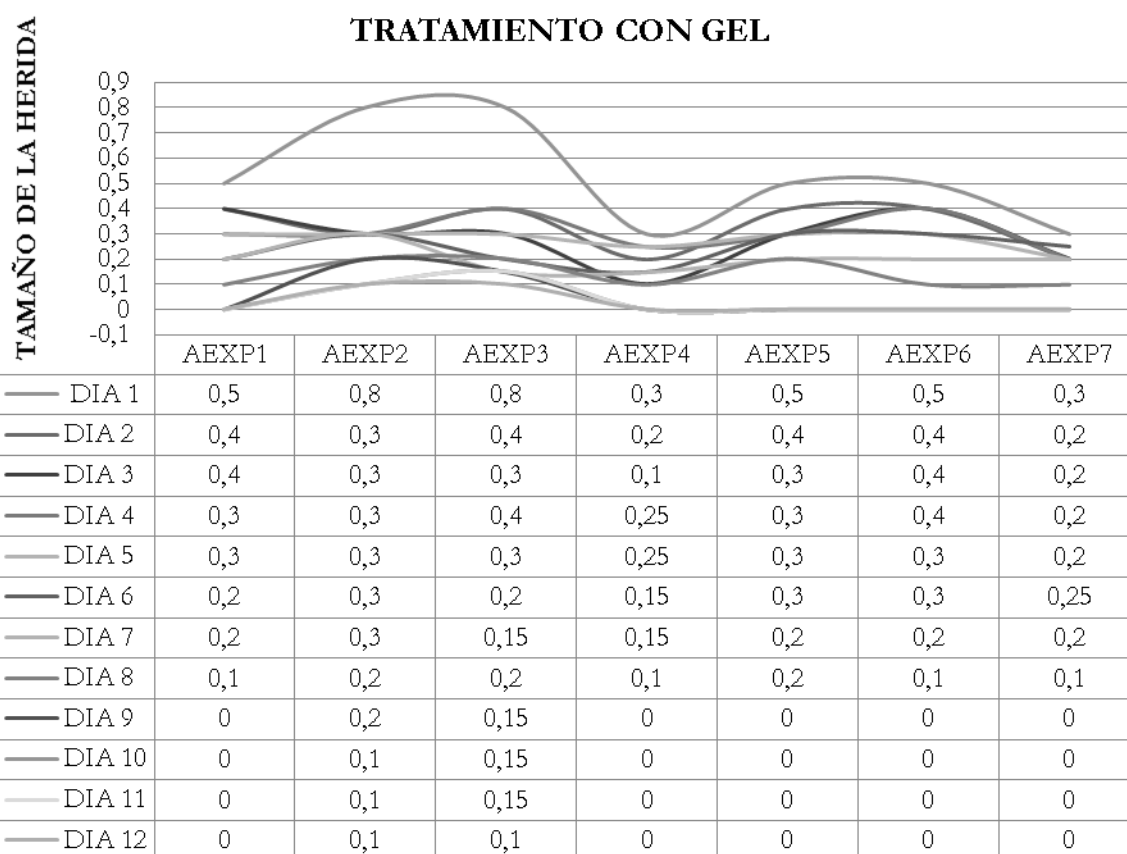 TRATAMIENTO CON GEL
TAMAÑO DE LA HERIDA
0,9
0,8
0,7
0,6
0,5
0,4
0,3
0,2
0,1
0
-0,1
AEXP1 AEXP2 AEXP3 AEXP4 AEXP5 AEXP6 AEXP7
DIA 1 0,5 0,8 0,8 0,3 0,5 0,5 0,3
DIA 2 0,4 0,3 0,4 0,2 0,4 0,4 0,2
DIA 3 0,4 0,3 0,3 0,1 0,3 0,4 0,2
DIA 4 0,3 0,3 0,4 0,25 0,3 0,4 0,2
DIA 5 0,3 0,3 0,3 0,25 0,3 0,3 0,2
DIA 6 0,2 0,3 0,2 0,15 0,3 0,3 0,25
DIA 7 0,2 0,3 0,15 0,15 0,2 0,2 0,2
DIA 8 0,1 0,2 0,2 0,1 0,2 0,1 0,1
DIA 9 0 0,2 0,15 0 0 0 0
DIA 10 0 0,1 0,15 0 0 0 0
DIA 11 0 0,1 0,15 0 0 0 0
DIA 12 0 0,1 0,1 0 0 0 0